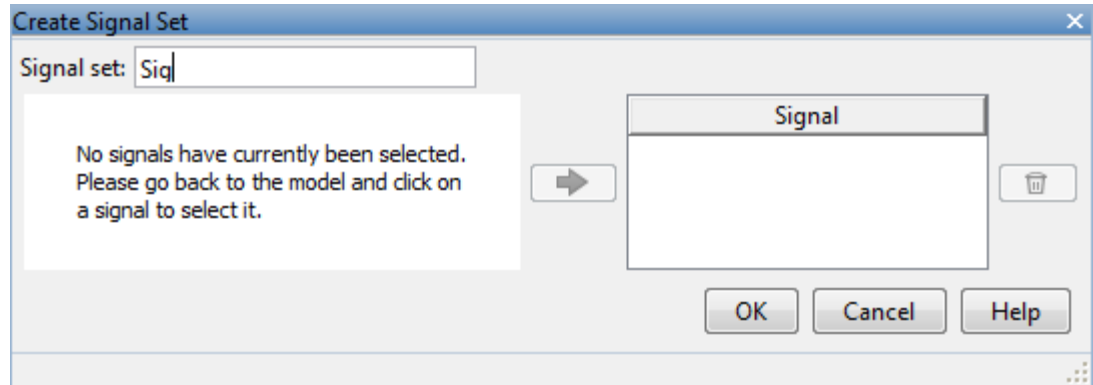 Create Signal Set
Signal set: Sig
Signal
No signals have currently been selected.
Please go back to the model and click on
a signal to select it.
OK Cancel Help